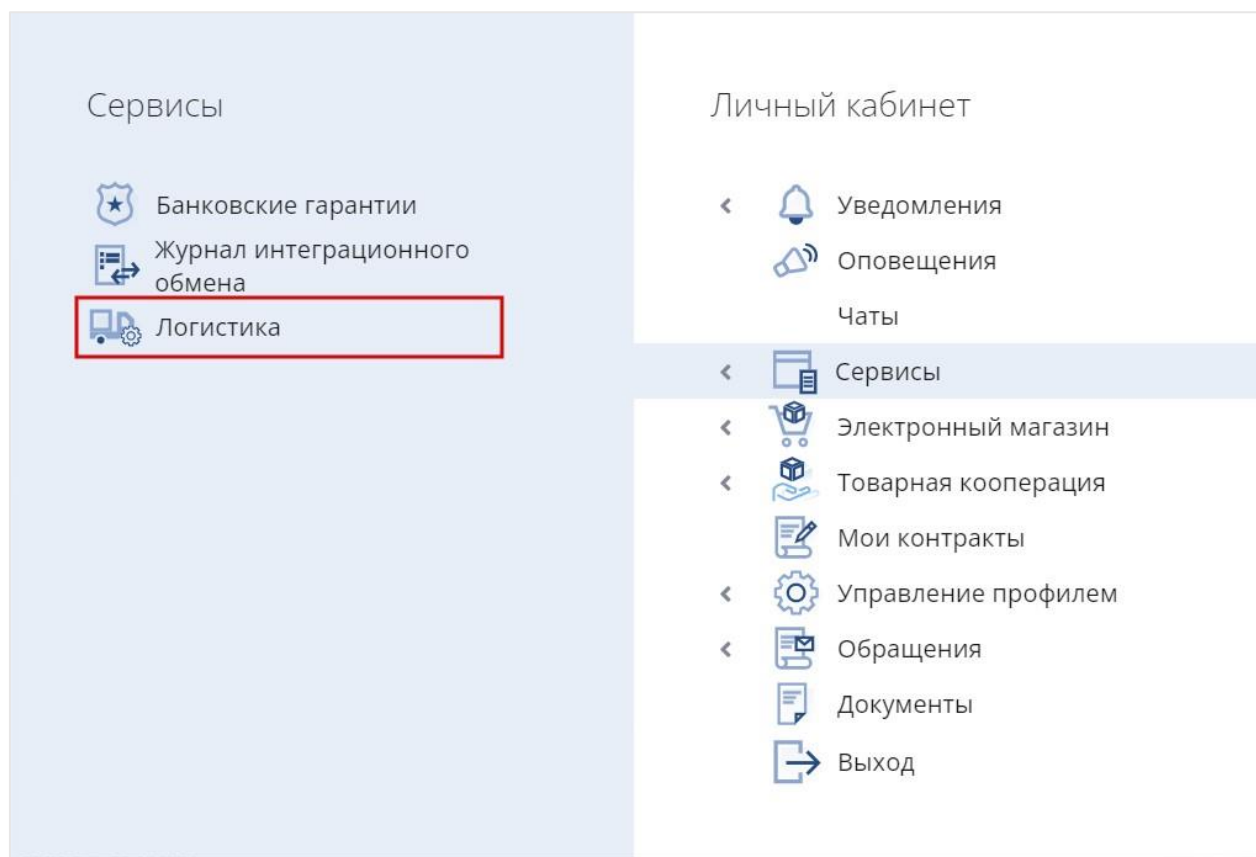 Сервисы
Банковские гарантии
Журнал интеграционного
обмена
Логистика
Личный кабинет
Уведомления
Оповещения
Чаты
Сервисы
Электронный магазин
Товарная кооперация
Мои контракты
Управление профилем
Обращения
Документы
Выход